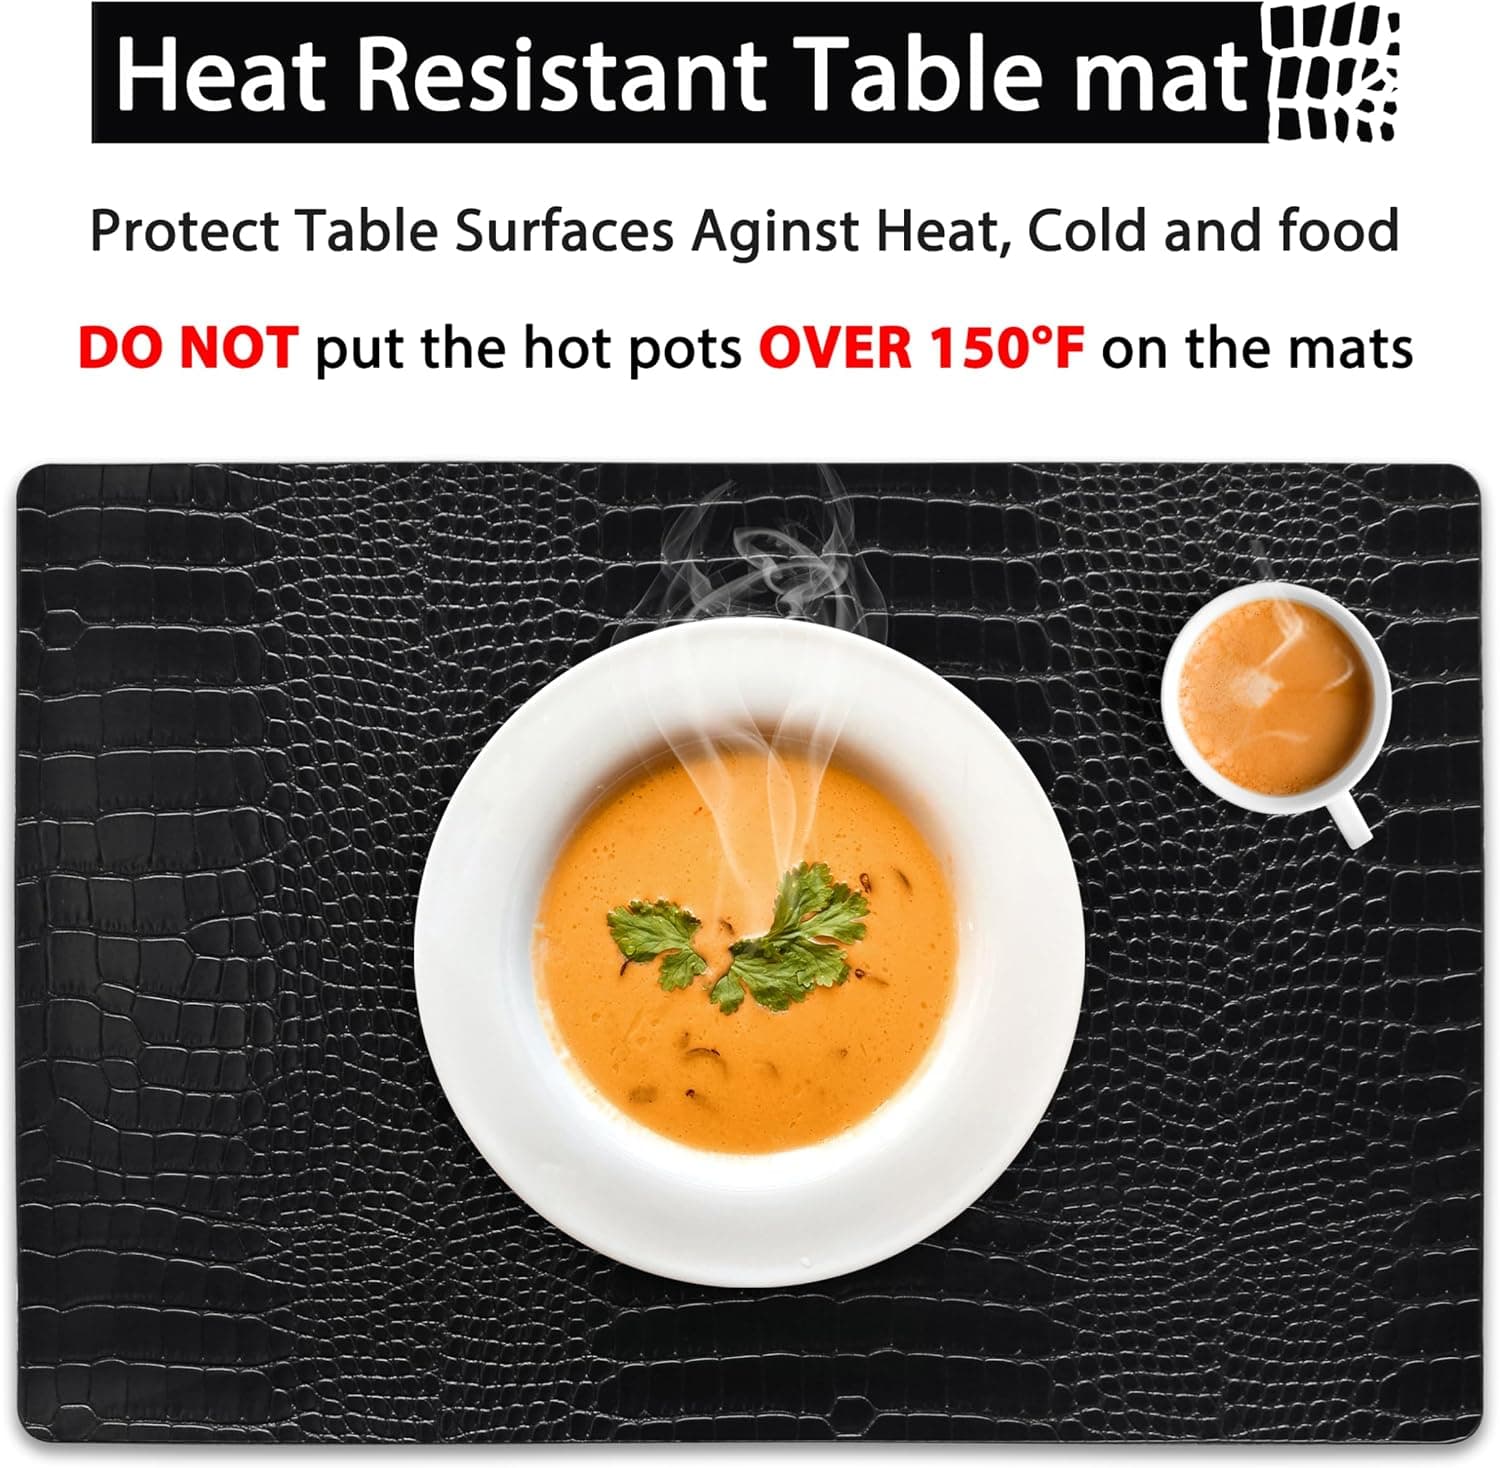 Heat Resistant Table mat
Protect Table Surfaces Aginst Heat, Cold and food
DO NOT put the hot pots OVER 150°F on the mats